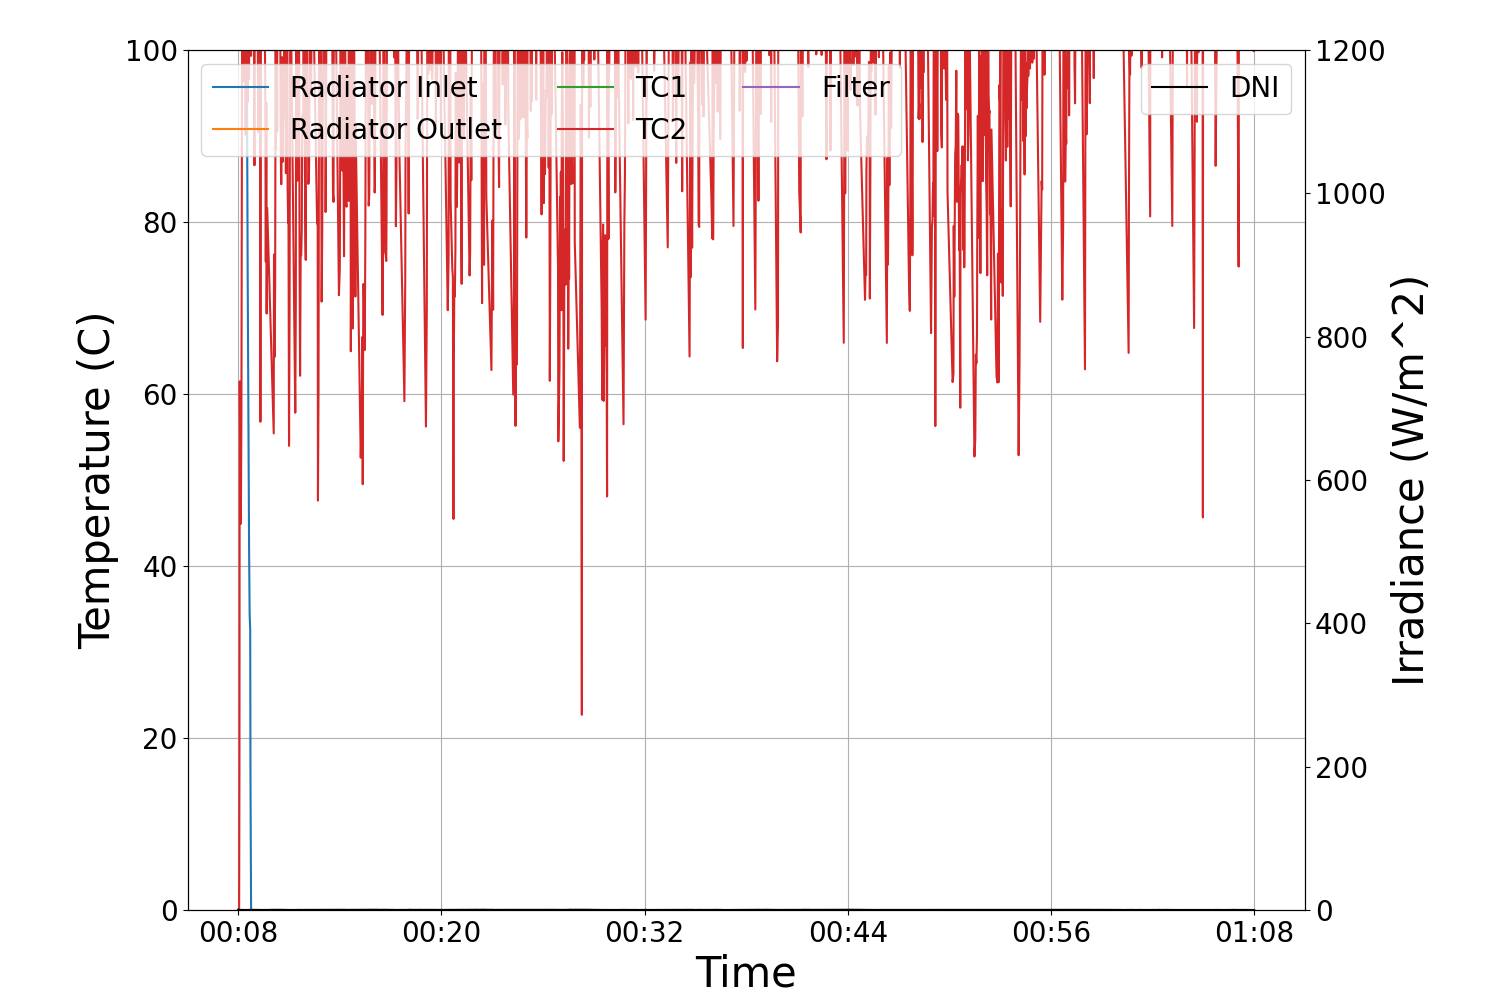 100
80
60
40
20
0
Temperature (C)
Radiator Inlet
Radiator Outlet
TC1
TC2
Filter
DNI
1200
1000
800
600
400
200
0
Irradiance (W/m^2)
00:08
00:20
00:32
00:44
00:56
01:08
Time